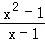 x² − 1
x − 1